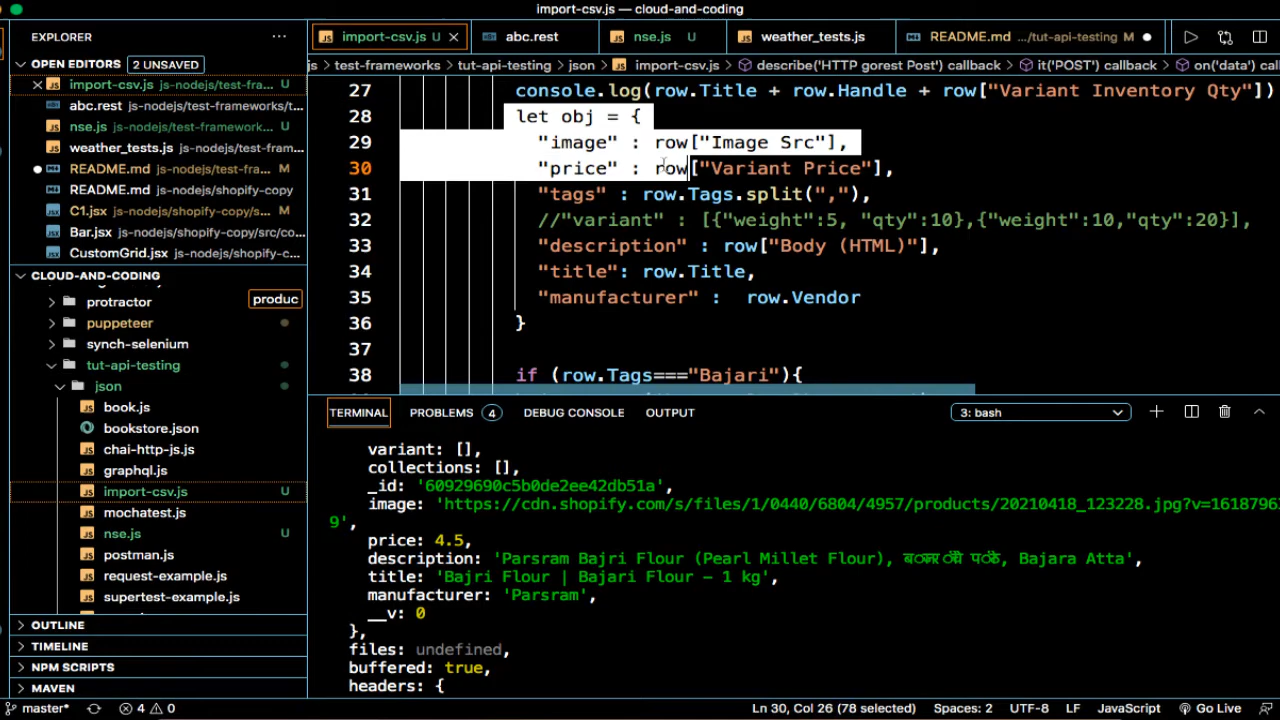 import-csv.js — cloud-and-coding
EXPLORER
OPEN EDITORS 2 UNSAVED
import-csv.js js-nodejs/test-fra... U
abc.rest js-nodejs/test-frameworks/t...
nse.js js-nodejs/test-framework... U
weather_tests.js js-nodejs/test-framew...
README.md js-nodejs/test-fra... M
README.md js-nodejs/shopify-copy
C1.jsx js-nodejs/shopify-copy/s... M
Bar.jsx js-nodejs/shopify-copy/src/co...
CustomGrid.jsx js-nodejs/shopify-cop...
CLOUD-AND-CODING
protractor
produc
puppeteer
synch-selenium
tut-api-testing
json
book.js
bookstore.json
chai-http-js.js
graphql.js
import-csv.js U
mochatest.js
nse.js U
postman.js
request-example.js
supertest-example.js
OUTLINE
TIMELINE
NPM SCRIPTS
MAVEN
import-csv.js U
abc.rest
nse.js U
weather_tests.js
README.md .../tut-api-testing M
js > test-frameworks > tut-api-testing > json > import-csv.js > describe('HTTP gorest Post') callback > it('POST') callback > on('data') callback
27 console.log(row.Title + row.Handle + row["Variant Inventory Qty"])
28 let obj = {
29 "image" : row["Image Src"],
30 "price" : row["Variant Price"],
31 "tags" : row.Tags.split(","),
32 //"variant" : [{"weight":5, "qty":10},{"weight":10,"qty":20}],
33 "description" : row["Body (HTML)"],
34 "title": row.Title,
35 "manufacturer" : row.Vendor
36 }
37
38 if (row.Tags==="Bajari"){
TERMINAL PROBLEMS 4 DEBUG CONSOLE OUTPUT 3: bash
variant: [],
collections: [],
_id: '60929690c5b0de2ee42db51a',
image: 'https://cdn.shopify.com/s/files/1/0440/6804/4957/products/20210418_123228.jpg?v=16187963
9',
price: 4.5,
description: 'Parsram Bajri Flour (Pearl Millet Flour), Bajara Atta',
title: 'Bajri Flour | Bajari Flour – 1 kg',
manufacturer: 'Parsram',
__v: 0
},
files: undefined,
buffered: true,
headers: {
master* 4 0 Ln 30, Col 26 (78 selected) Spaces: 2 UTF-8 LF JavaScript Go Live